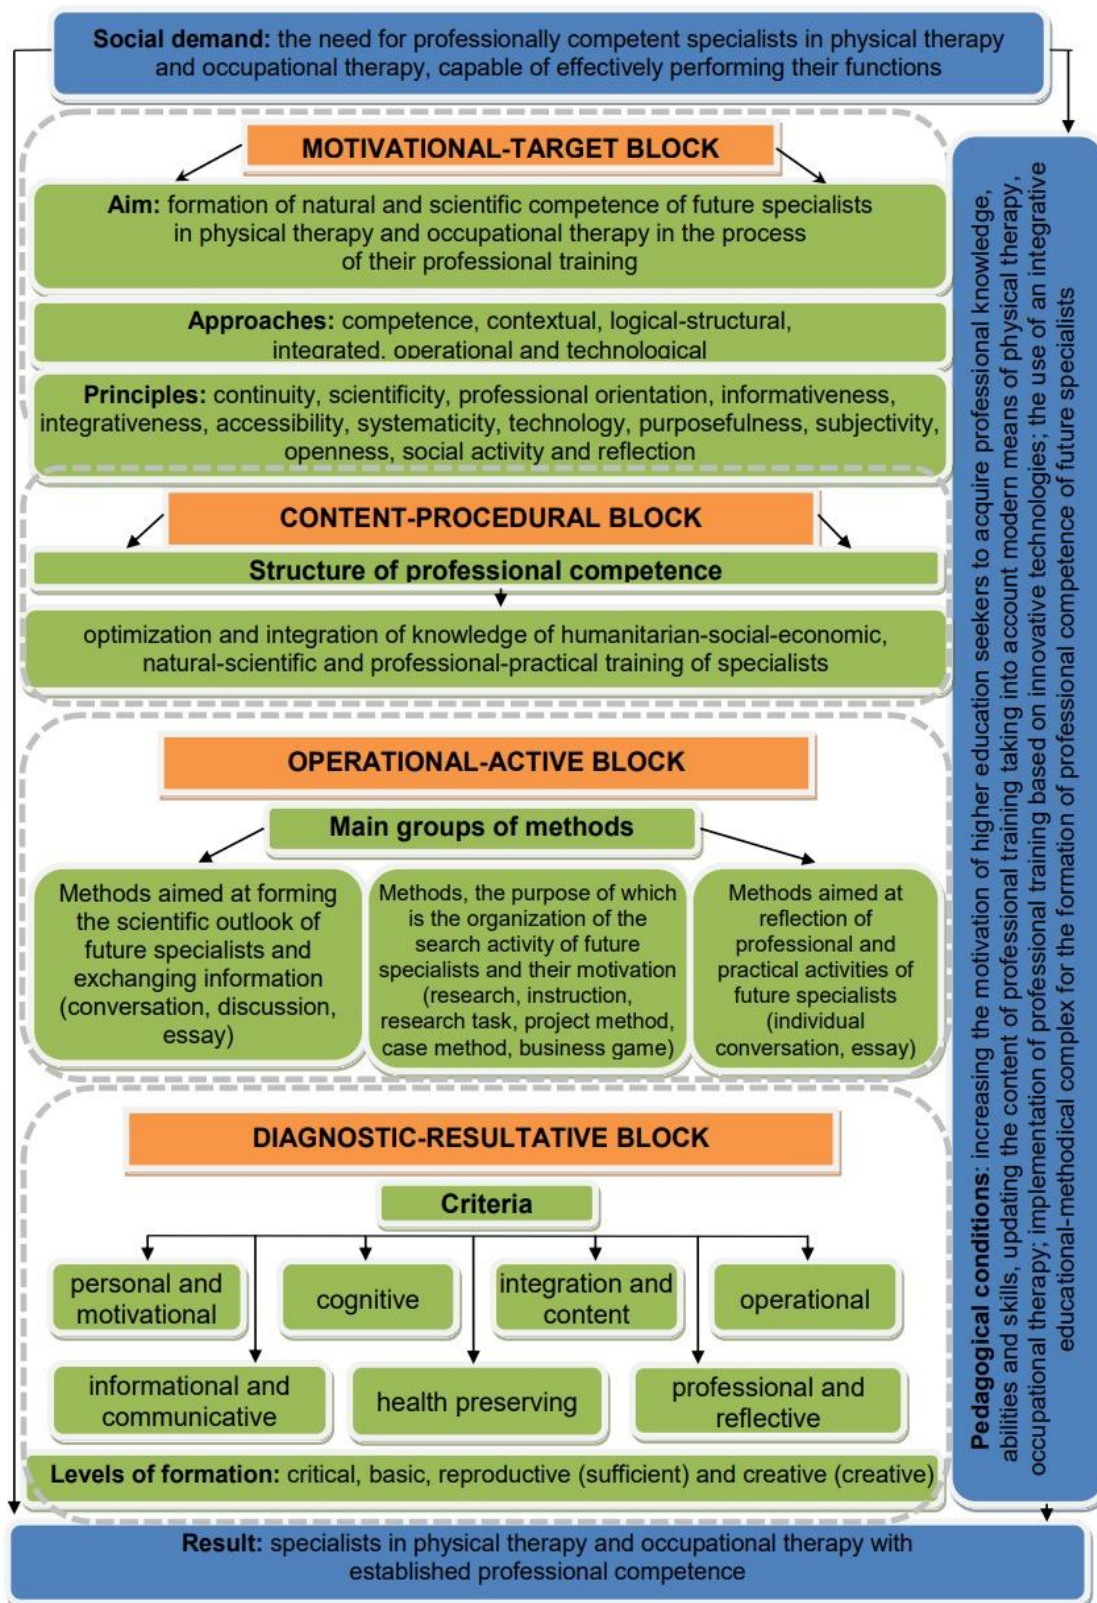 Social demand: the need for professionally competent specialists in physical therapy
and occupational therapy, capable of effectively performing their functions
MOTIVATIONAL-TARGET BLOCK
Aim: formation of natural and scientific competence of future specialists
in physical therapy and occupational therapy in the process
of their professional training
Approaches: competence, contextual, logical-structural,
integrated, operational and technological
Principles: continuity, scientificity, professional orientation, informativeness,
integrativeness, accessibility, systematicity, technology, purposefulness, subjectivity,
openness, social activity and reflection
CONTENT-PROCEDURAL BLOCK
Structure of professional competence
optimization and integration of knowledge of humanitarian-social-economic,
natural-scientific and professional-practical training of specialists
OPERATIONAL-ACTIVE BLOCK
Main groups of methods
Methods aimed at forming
the scientific outlook of
future specialists and
exchanging information
(conversation, discussion,
essay)
Methods, the purpose of which
is the organization of the
search activity of future
specialists and their motivation
(research, instruction,
research task, project method,
case method, business game)
Methods aimed at
reflection of
professional and
practical activities of
future specialists
(individual
conversation, essay)
DIAGNOSTIC-RESULTATIVE BLOCK
Criteria
personal and
motivational
cognitive
integration and
content
operational
informational and
communicative
health preserving
professional and
reflective
Levels of formation: critical, basic, reproductive (sufficient) and creative (creative)
Pedagogical conditions: increasing the motivation of higher education seekers to acquire professional knowledge,
abilities and skills, updating the content of professional training taking into account modern means of physical therapy,
occupational therapy; implementation of professional training based on innovative technologies; the use of an integrative
educational-methodical complex for the formation of professional competence of future specialists
Result: specialists in physical therapy and occupational therapy with
established professional competence